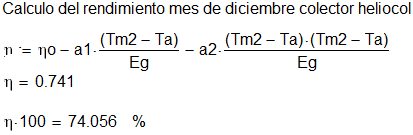 Calculo del rendimiento mes de diciembre colector heliocol
η := ηo – a1·(Tm2 – Ta)/Eg – a2·(Tm2 – Ta)·(Tm2 – Ta)/Eg
η = 0.741
η·100 = 74.056 %